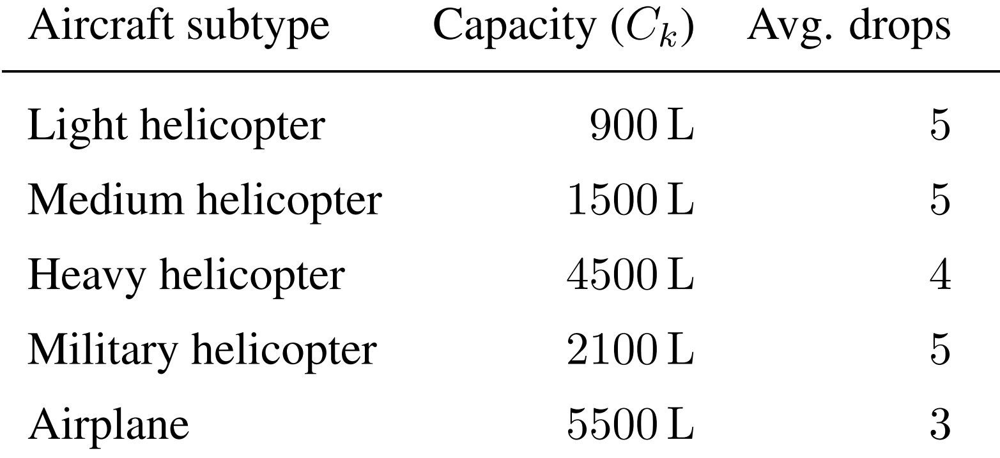 Aircraft subtype Capacity (C_k) Avg. drops
Light helicopter 900 L 5
Medium helicopter 1500 L 5
Heavy helicopter 4500 L 4
Military helicopter 2100 L 5
Airplane 5500 L 3